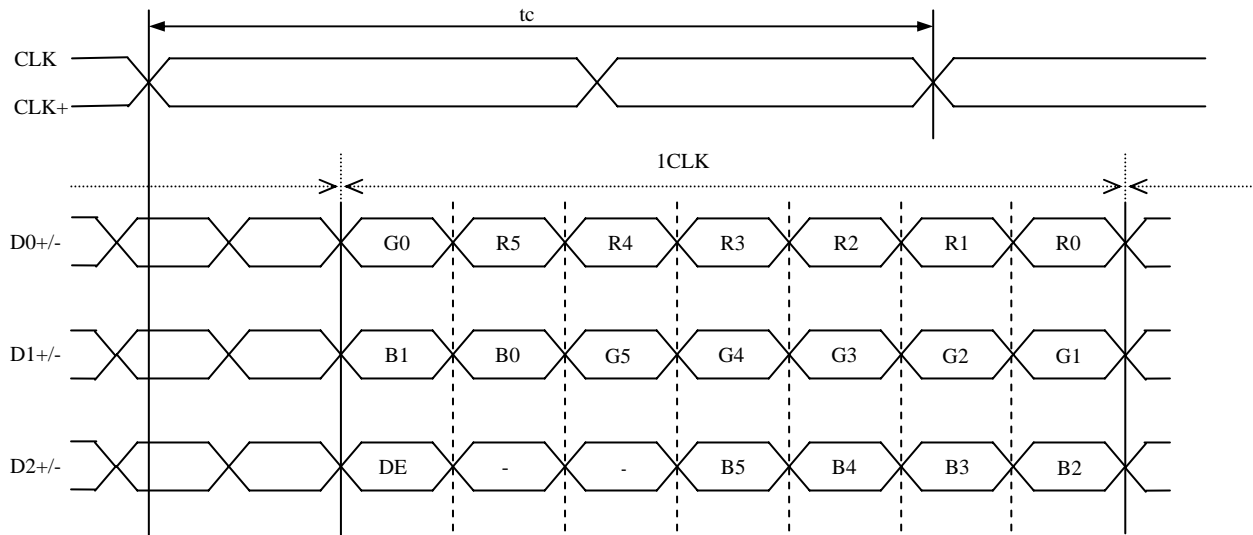 tc
CLK
CLK+
1CLK
D0+/- G0 R5 R4 R3 R2 R1 R0
D1+/- B1 B0 G5 G4 G3 G2 G1
D2+/- DE - - B5 B4 B3 B2